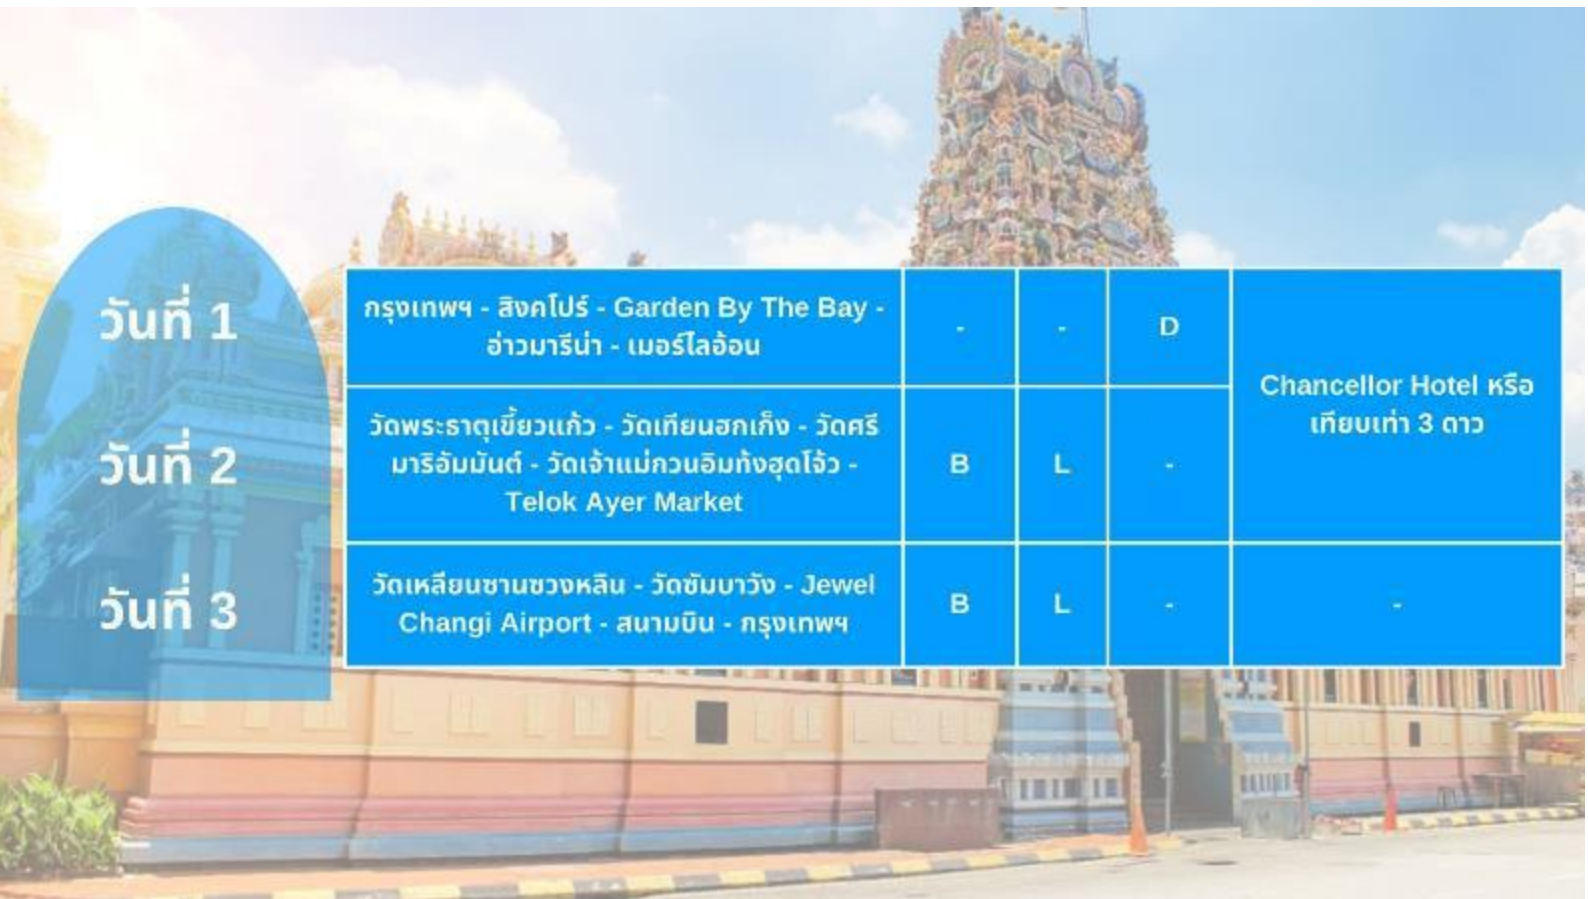 วันที่ 1
กรุงเทพฯ - สิงคโปร์ - Garden By The Bay -
อ่าวมารีน่า - เมอร์ไลอ้อน
-
-
D
Chancellor Hotel หรือ
เทียบเท่า 3 ดาว
วันที่ 2
วัดพระธาตุเขี้ยวแก้ว - วัดเทียนฮกเก็ง - วัดศรี
มาริอัมมันต์ - วัดเจ้าแม่กวนอิมทังฮุดโจ้ว -
Telok Ayer Market
B
L
-
วันที่ 3
วัดเหลียนซานซวงหลิน - วัดซัมบาวัง - Jewel
Changi Airport - สนามบิน - กรุงเทพฯ
B
L
-
-